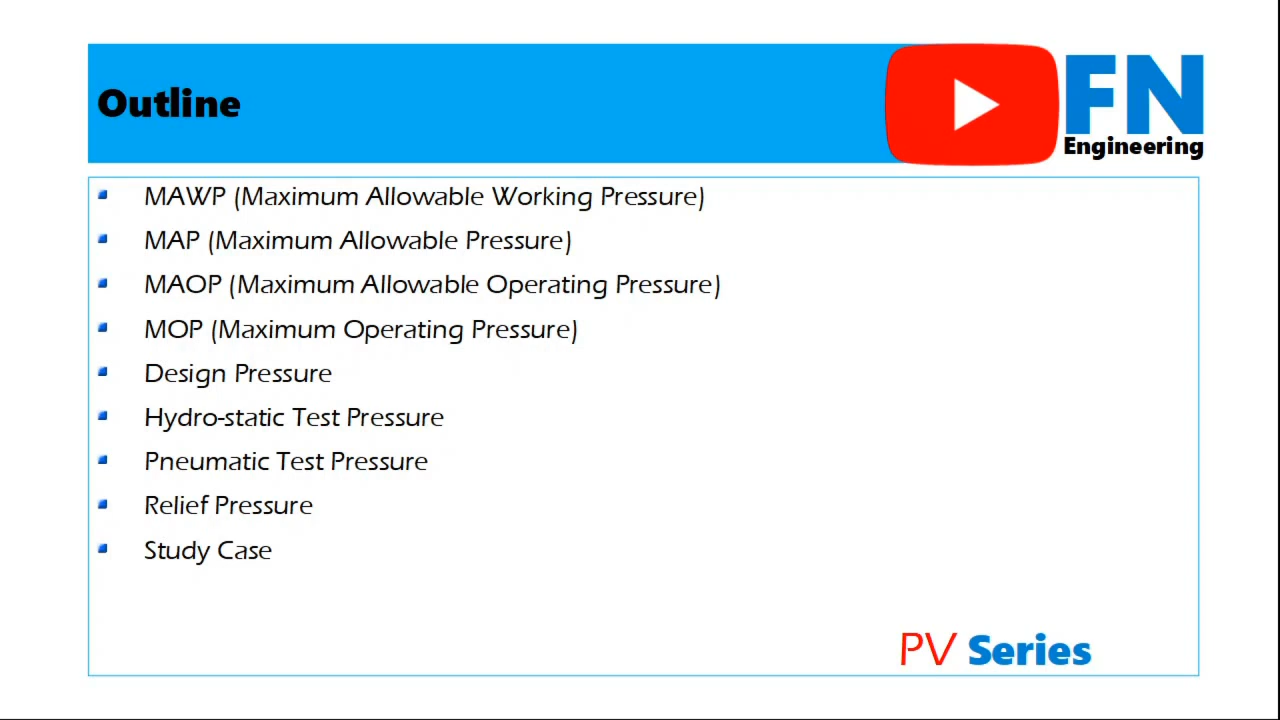 Outline
FN
Engineering
MAWP (Maximum Allowable Working Pressure)
MAP (Maximum Allowable Pressure)
MAOP (Maximum Allowable Operating Pressure)
MOP (Maximum Operating Pressure)
Design Pressure
Hydro-static Test Pressure
Pneumatic Test Pressure
Relief Pressure
Study Case
PV Series